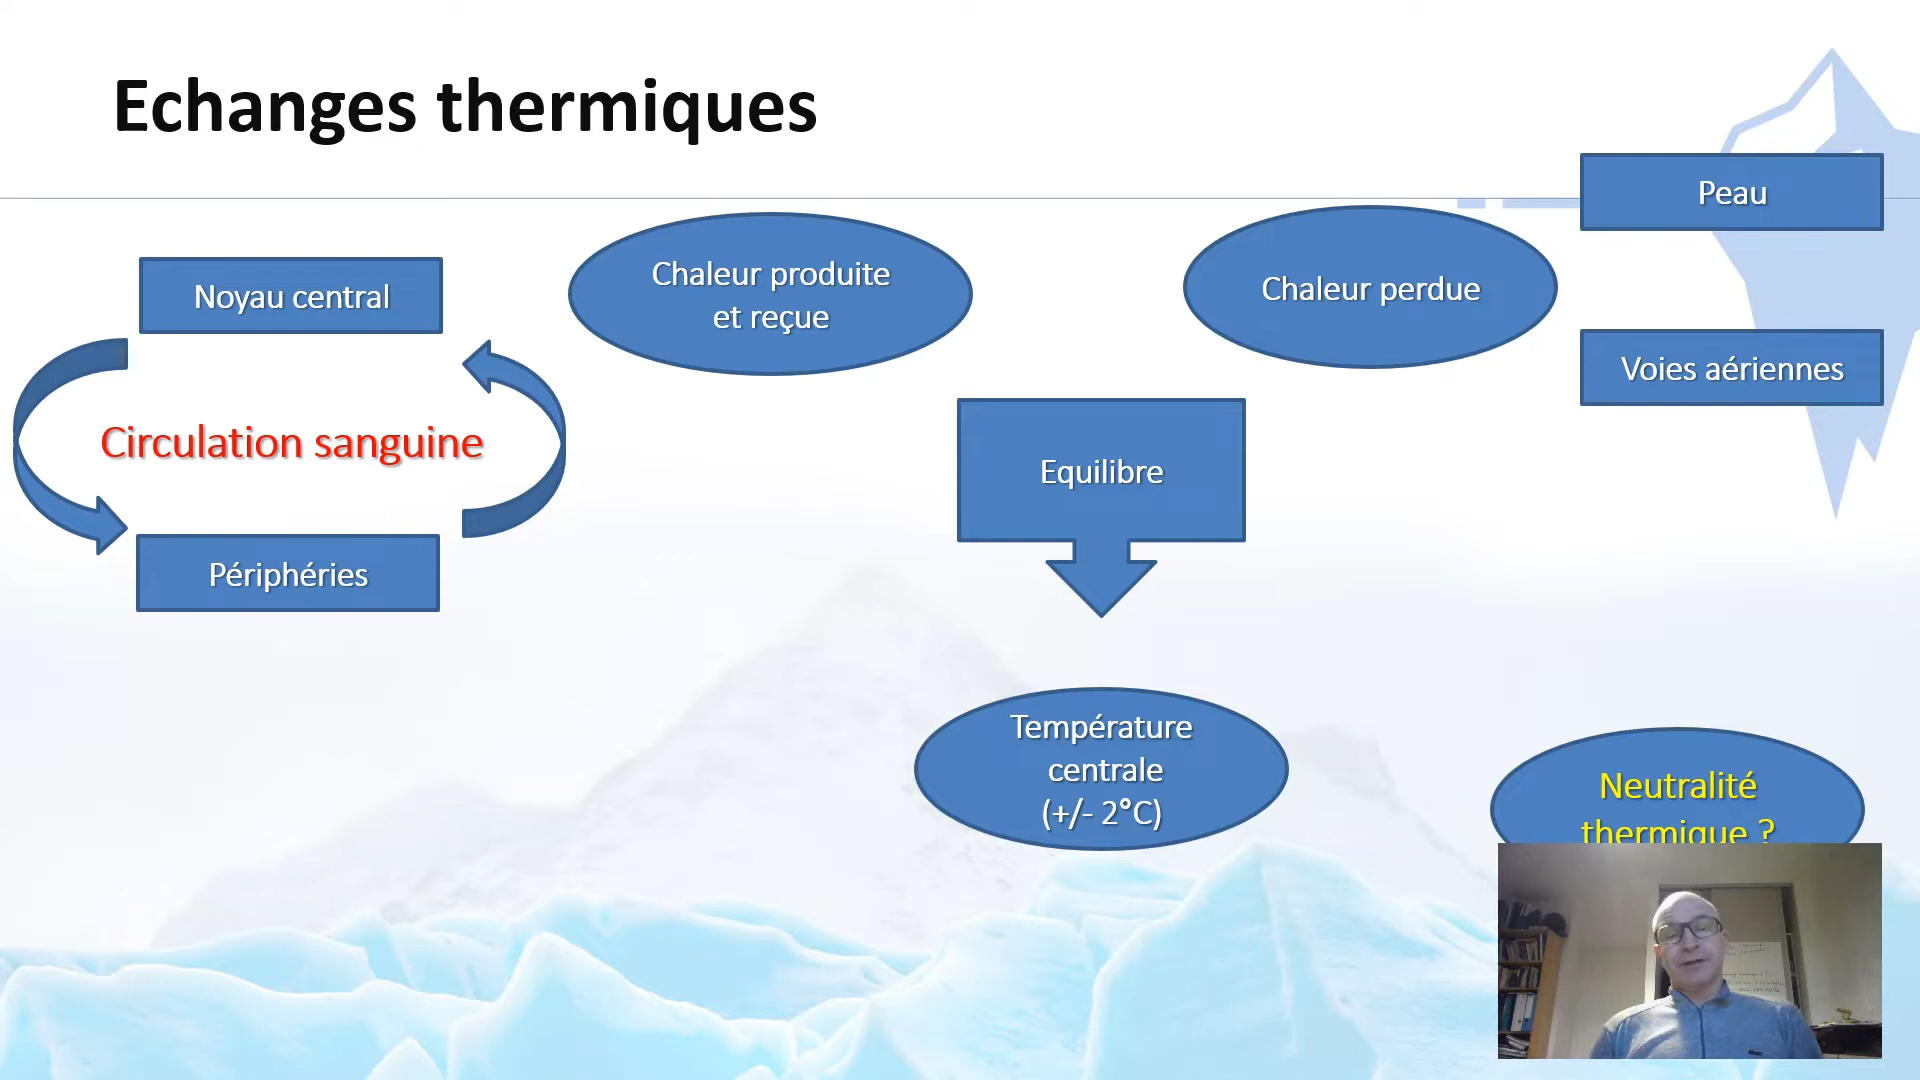 Echanges thermiques
Peau
Noyau central
Chaleur produite
et reçue
Chaleur perdue
Voies aériennes
Circulation sanguine
Equilibre
Périphéries
Température
centrale
(+/- 2°C)
Neutralité
thermique ?